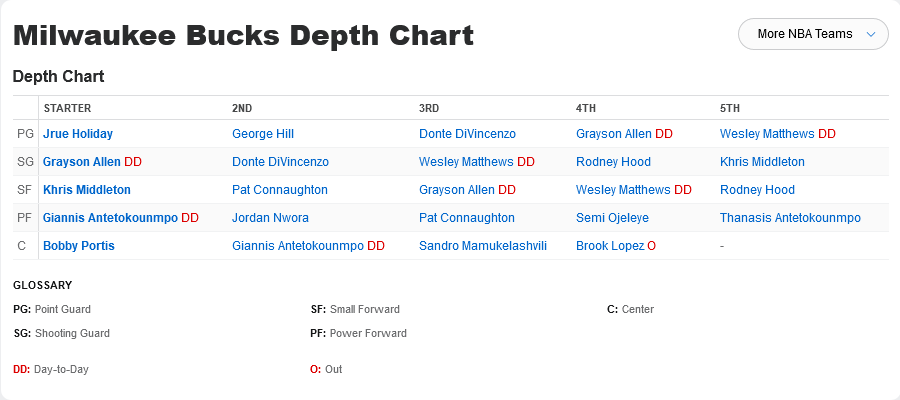 Milwaukee Bucks Depth Chart
More NBA Teams
Depth Chart
STARTER 2ND 3RD 4TH 5TH
PG Jrue Holiday George Hill Donte DiVincenzo Grayson Allen DD Wesley Matthews DD
SG Grayson Allen DD Donte DiVincenzo Wesley Matthews DD Rodney Hood Khris Middleton
SF Khris Middleton Pat Connaughton Grayson Allen DD Wesley Matthews DD Rodney Hood
PF Giannis Antetokounmpo DD Jordan Nwora Pat Connaughton Semi Ojeleye Thanasis Antetokounmpo
C Bobby Portis Giannis Antetokounmpo DD Sandro Mamukelashvili Brook Lopez O -
GLOSSARY
PG: Point Guard SF: Small Forward C: Center
SG: Shooting Guard PF: Power Forward
DD: Day-to-Day O: Out